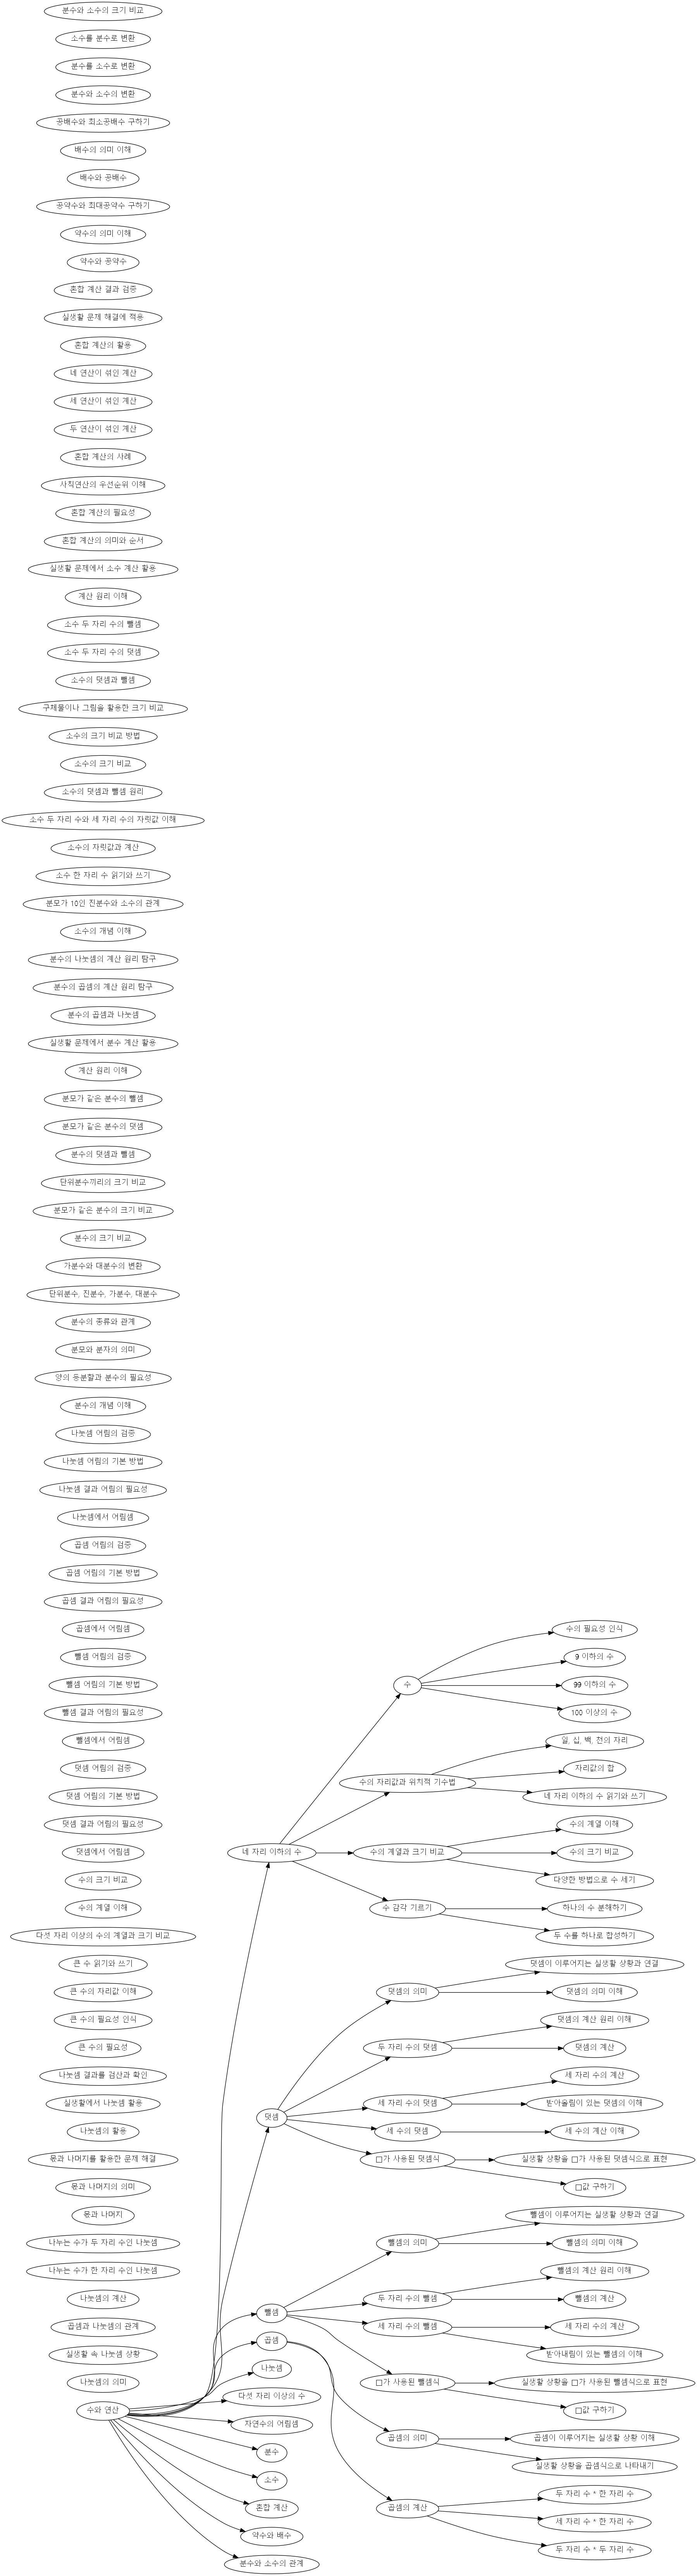 분수와 소수의 크기 비교
소수를 분수로 변환
분수를 소수로 변환
분수와 소수의 변환
공배수와 최소공배수 구하기
배수의 의미 이해
배수와 공배수
공약수와 최대공약수 구하기
약수의 의미 이해
약수와 공약수
혼합 계산 결과 검증
실생활 문제 해결에 적용
혼합 계산의 활용
네 연산이 섞인 계산
세 연산이 섞인 계산
두 연산이 섞인 계산
혼합 계산의 사례
사칙연산의 우선순위 이해
혼합 계산의 필요성
혼합 계산의 의미와 순서
실생활 문제에서 소수 계산 활용
계산 원리 이해
소수 두 자리 수의 뺄셈
소수 두 자리 수의 덧셈
소수의 덧셈과 뺄셈
구체물이나 그림을 활용한 크기 비교
소수의 크기 비교 방법
소수의 크기 비교
소수의 덧셈과 뺄셈 원리
소수 두 자리 수와 세 자리 수의 자릿값 이해
소수의 자릿값과 계산
소수 한 자리 수 읽기와 쓰기
분모가 10인 진분수와 소수의 관계
소수의 개념 이해
분수의 나눗셈의 계산 원리 탐구
분수의 곱셈의 계산 원리 탐구
분수의 곱셈과 나눗셈
실생활 문제에서 분수 계산 활용
계산 원리 이해
분모가 같은 분수의 뺄셈
분모가 같은 분수의 덧셈
분수의 덧셈과 뺄셈
단위분수끼리의 크기 비교
분모가 같은 분수의 크기 비교
분수의 크기 비교
가분수와 대분수의 변환
단위분수, 진분수, 가분수, 대분수
분수의 종류와 관계
분모와 분자의 의미
양의 등분할과 분수의 필요성
분수의 개념 이해
나눗셈 어림의 검증
나눗셈 어림의 기본 방법
나눗셈 결과 어림의 필요성
나눗셈에서 어림셈
곱셈 어림의 검증
곱셈 어림의 기본 방법
곱셈 결과 어림의 필요성
곱셈에서 어림셈
뺄셈 어림의 검증
뺄셈 어림의 기본 방법
뺄셈 결과 어림의 필요성
뺄셈에서 어림셈
덧셈 어림의 검증
덧셈 어림의 기본 방법
덧셈 결과 어림의 필요성
덧셈에서 어림셈
수의 크기 비교
수의 계열 이해
다섯 자리 이상의 수의 계열과 크기 비교
큰 수 읽기와 쓰기
큰 수의 자리값 이해
큰 수의 필요성 인식
큰 수의 필요성
나눗셈 결과를 검산과 확인
실생활에서 나눗셈 활용
나눗셈의 활용
몫과 나머지를 활용한 문제 해결
몫과 나머지의 의미
몫과 나머지
나누는 수가 두 자리 수인 나눗셈
나누는 수가 한 자리 수인 나눗셈
나눗셈의 계산
곱셈과 나눗셈의 관계
실생활 속 나눗셈 상황
나눗셈의 의미
수와 연산
네 자리 이하의 수
덧셈
뺄셈
곱셈
나눗셈
다섯 자리 이상의 수
자연수의 어림셈
분수
소수
혼합 계산
약수와 배수
분수와 소수의 관계
수
수의 자리값과 위치적 기수법
수의 계열과 크기 비교
수 감각 기르기
덧셈의 의미
두 자리 수의 덧셈
세 자리 수의 덧셈
세 수의 덧셈
□가 사용된 덧셈식
뺄셈의 의미
두 자리 수의 뺄셈
세 자리 수의 뺄셈
□가 사용된 뺄셈식
곱셈의 의미
곱셈의 계산
수의 필요성 인식
9 이하의 수
99 이하의 수
100 이상의 수
일, 십, 백, 천의 자리
자리값의 합
네 자리 이하의 수 읽기와 쓰기
수의 계열 이해
수의 크기 비교
다양한 방법으로 수 세기
하나의 수 분해하기
두 수를 하나로 합성하기
덧셈이 이루어지는 실생활 상황과 연결
덧셈의 의미 이해
덧셈의 계산 원리 이해
덧셈의 계산
세 자리 수의 계산
받아올림이 있는 덧셈의 이해
세 수의 계산 이해
실생활 상황을 □가 사용된 덧셈식으로 표현
□값 구하기
뺄셈이 이루어지는 실생활 상황과 연결
뺄셈의 의미 이해
뺄셈의 계산 원리 이해
뺄셈의 계산
세 자리 수의 계산
받아내림이 있는 뺄셈의 이해
실생활 상황을 □가 사용된 뺄셈식으로 표현
□값 구하기
곱셈이 이루어지는 실생활 상황 이해
실생활 상황을 곱셈식으로 나타내기
두 자리 수 * 한 자리 수
세 자리 수 * 한 자리 수
두 자리 수 * 두 자리 수